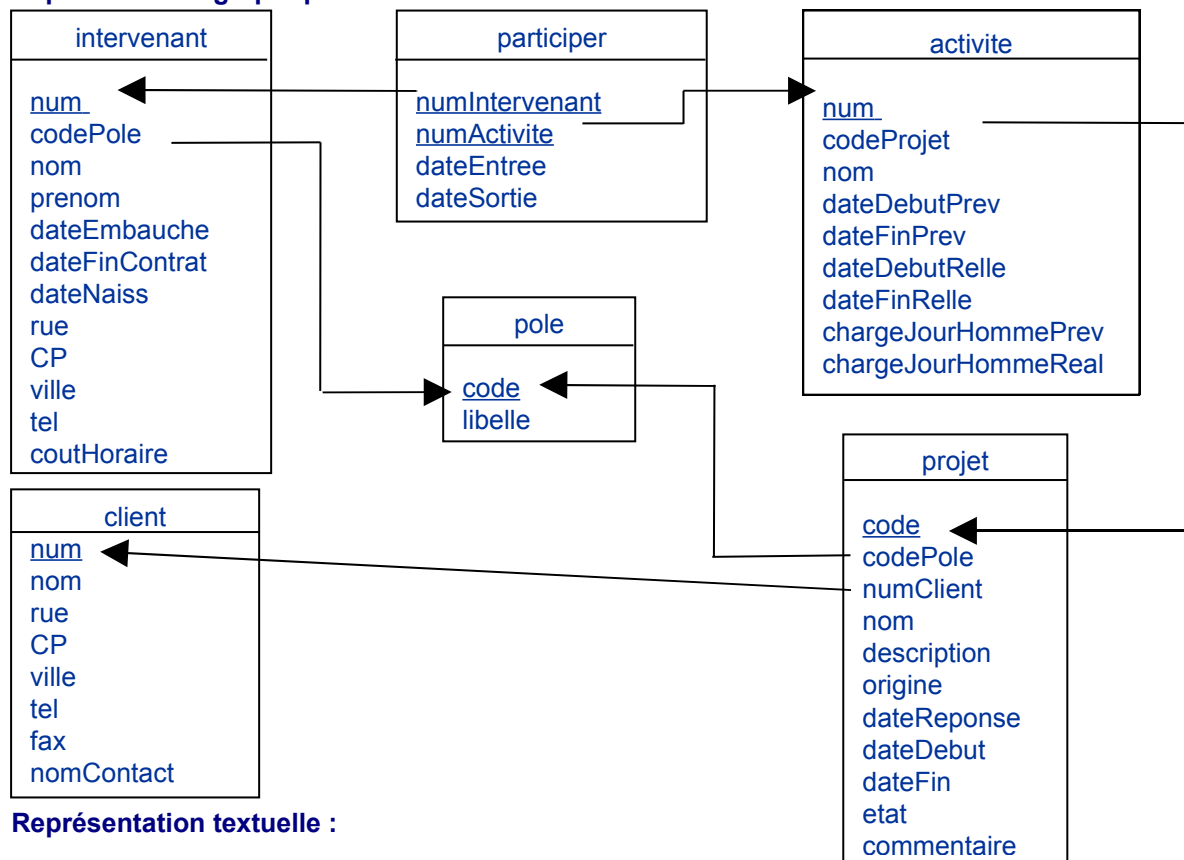 intervenant
num
codePole
nom
prenom
dateEmbauche
dateFinContrat
dateNaiss
rue
CP
ville
tel
coutHoraire
participer
numIntervenant
numActivite
dateEntree
dateSortie
activite
num
codeProjet
nom
dateDebutPrev
dateFinPrev
dateDebutRelle
dateFinRelle
chargeJourHommePrev
chargeJourHommeReal
pole
code
libelle
client
num
nom
rue
CP
ville
tel
fax
nomContact
projet
code
codePole
numClient
nom
description
origine
dateReponse
dateDebut
dateFin
etat
commentaire
Représentation textuelle :